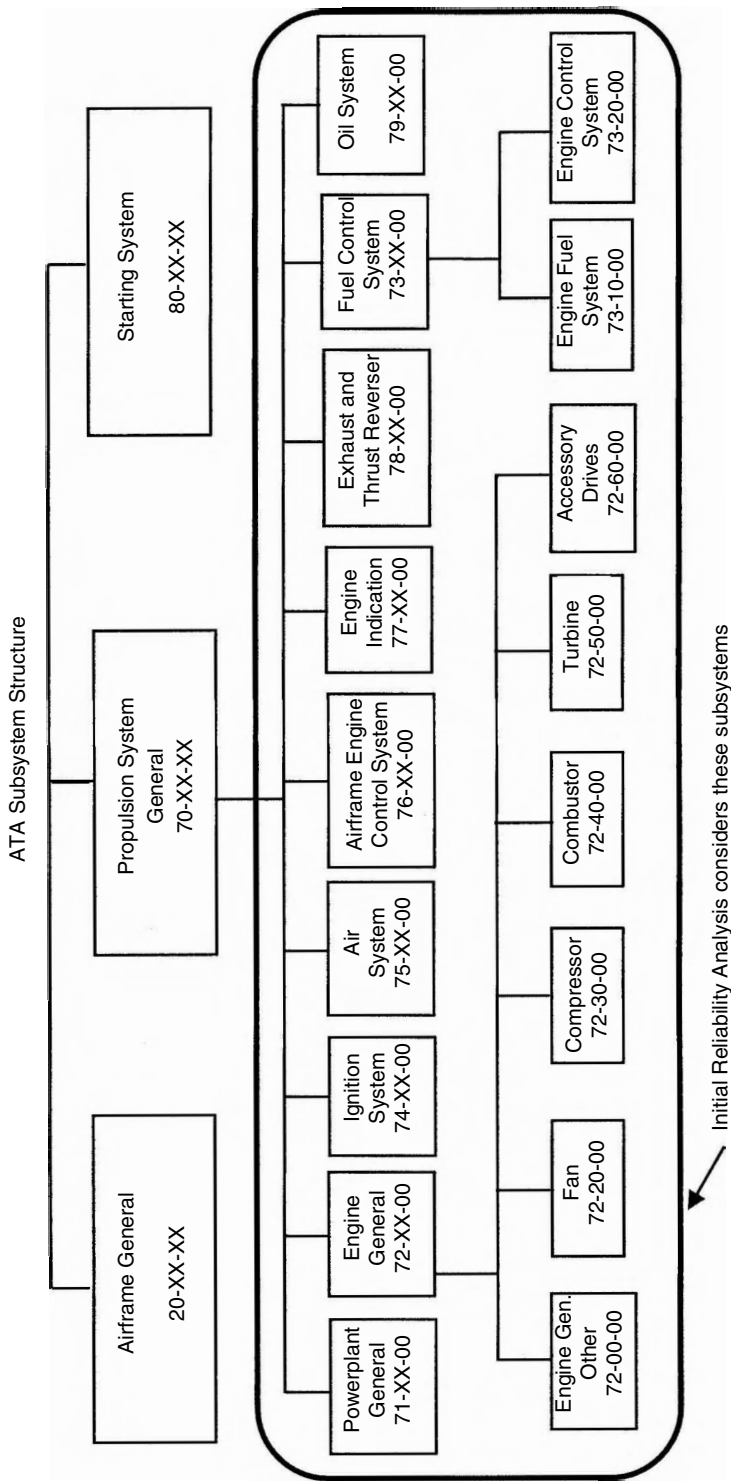 ATA Subsystem Structure
Airframe General
20-XX-XX
Propulsion System
General
70-XX-XX
Starting System
80-XX-XX
Powerplant
General
71-XX-00
Engine
General
72-XX-00
Ignition
System
74-XX-00
Air
System
75-XX-00
Airframe Engine
Control System
76-XX-00
Engine
Indication
77-XX-00
Exhaust and
Thrust Reverser
78-XX-00
Fuel Control
System
73-XX-00
Oil System
79-XX-00
Engine Gen.
Other
72-00-00
Fan
72-20-00
Compressor
72-30-00
Combustor
72-40-00
Turbine
72-50-00
Accessory
Drives
72-60-00
Engine Fuel
System
73-10-00
Engine Control
System
73-20-00
Initial Reliability Analysis considers these subsystems